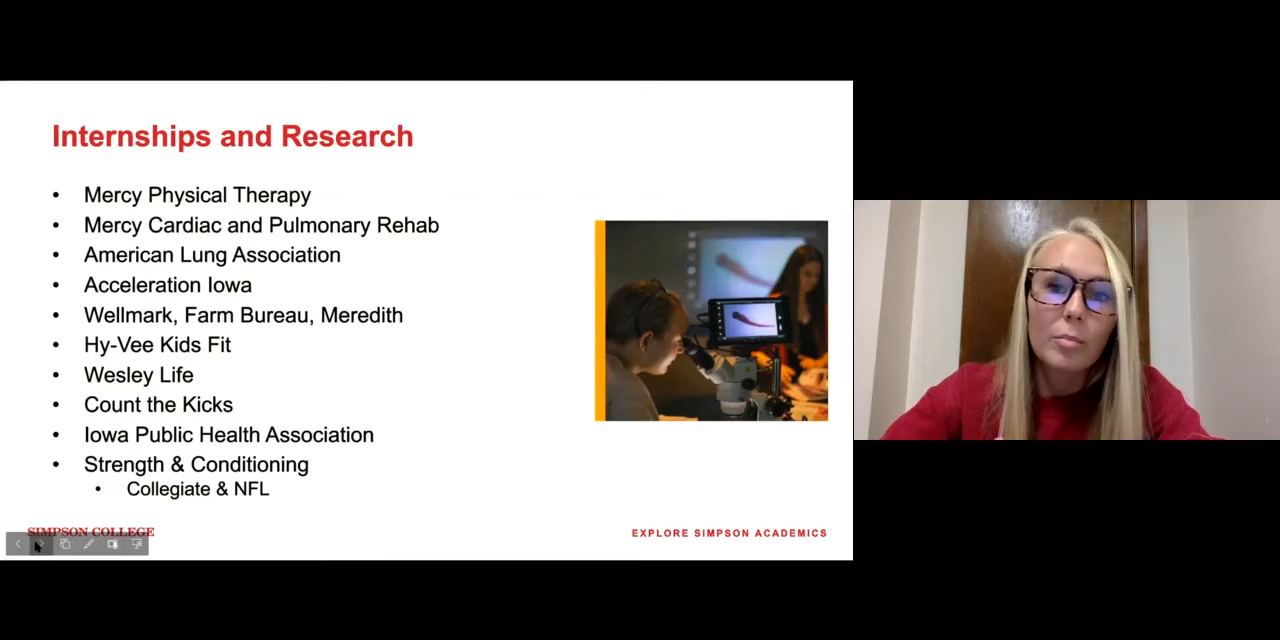 Internships and Research
• Mercy Physical Therapy
• Mercy Cardiac and Pulmonary Rehab
• American Lung Association
• Acceleration Iowa
• Wellmark, Farm Bureau, Meredith
• Hy-Vee Kids Fit
• Wesley Life
• Count the Kicks
• Iowa Public Health Association
• Strength & Conditioning
• Collegiate & NFL
SIMPSON COLLEGE
EXPLORE SIMPSON ACADEMICS